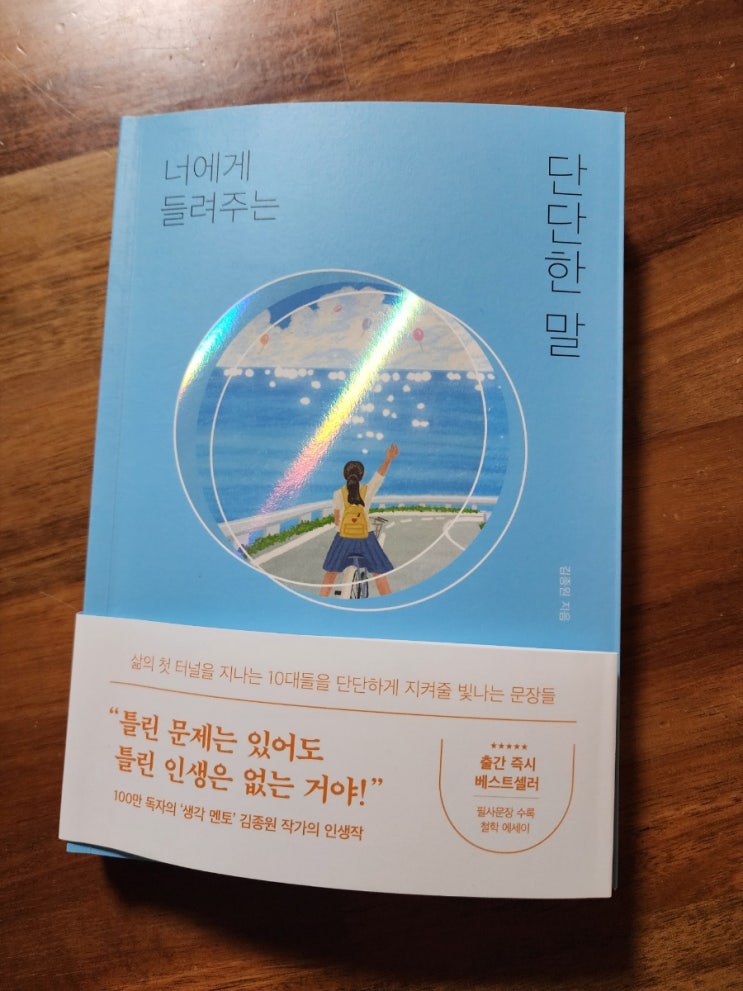 너에게
들려주는
단단한 말
김종원 지음
삶의 첫 터널을 지나는 10대들을 단단하게 지켜줄 빛나는 문장들
“틀린 문제는 있어도
틀린 인생은 없는 거야!”
100만 독자의 ‘생각 멘토’ 김종원 작가의 인생작
★★★★★
출간 즉시
베스트셀러
필사문장 수록
철학 에세이